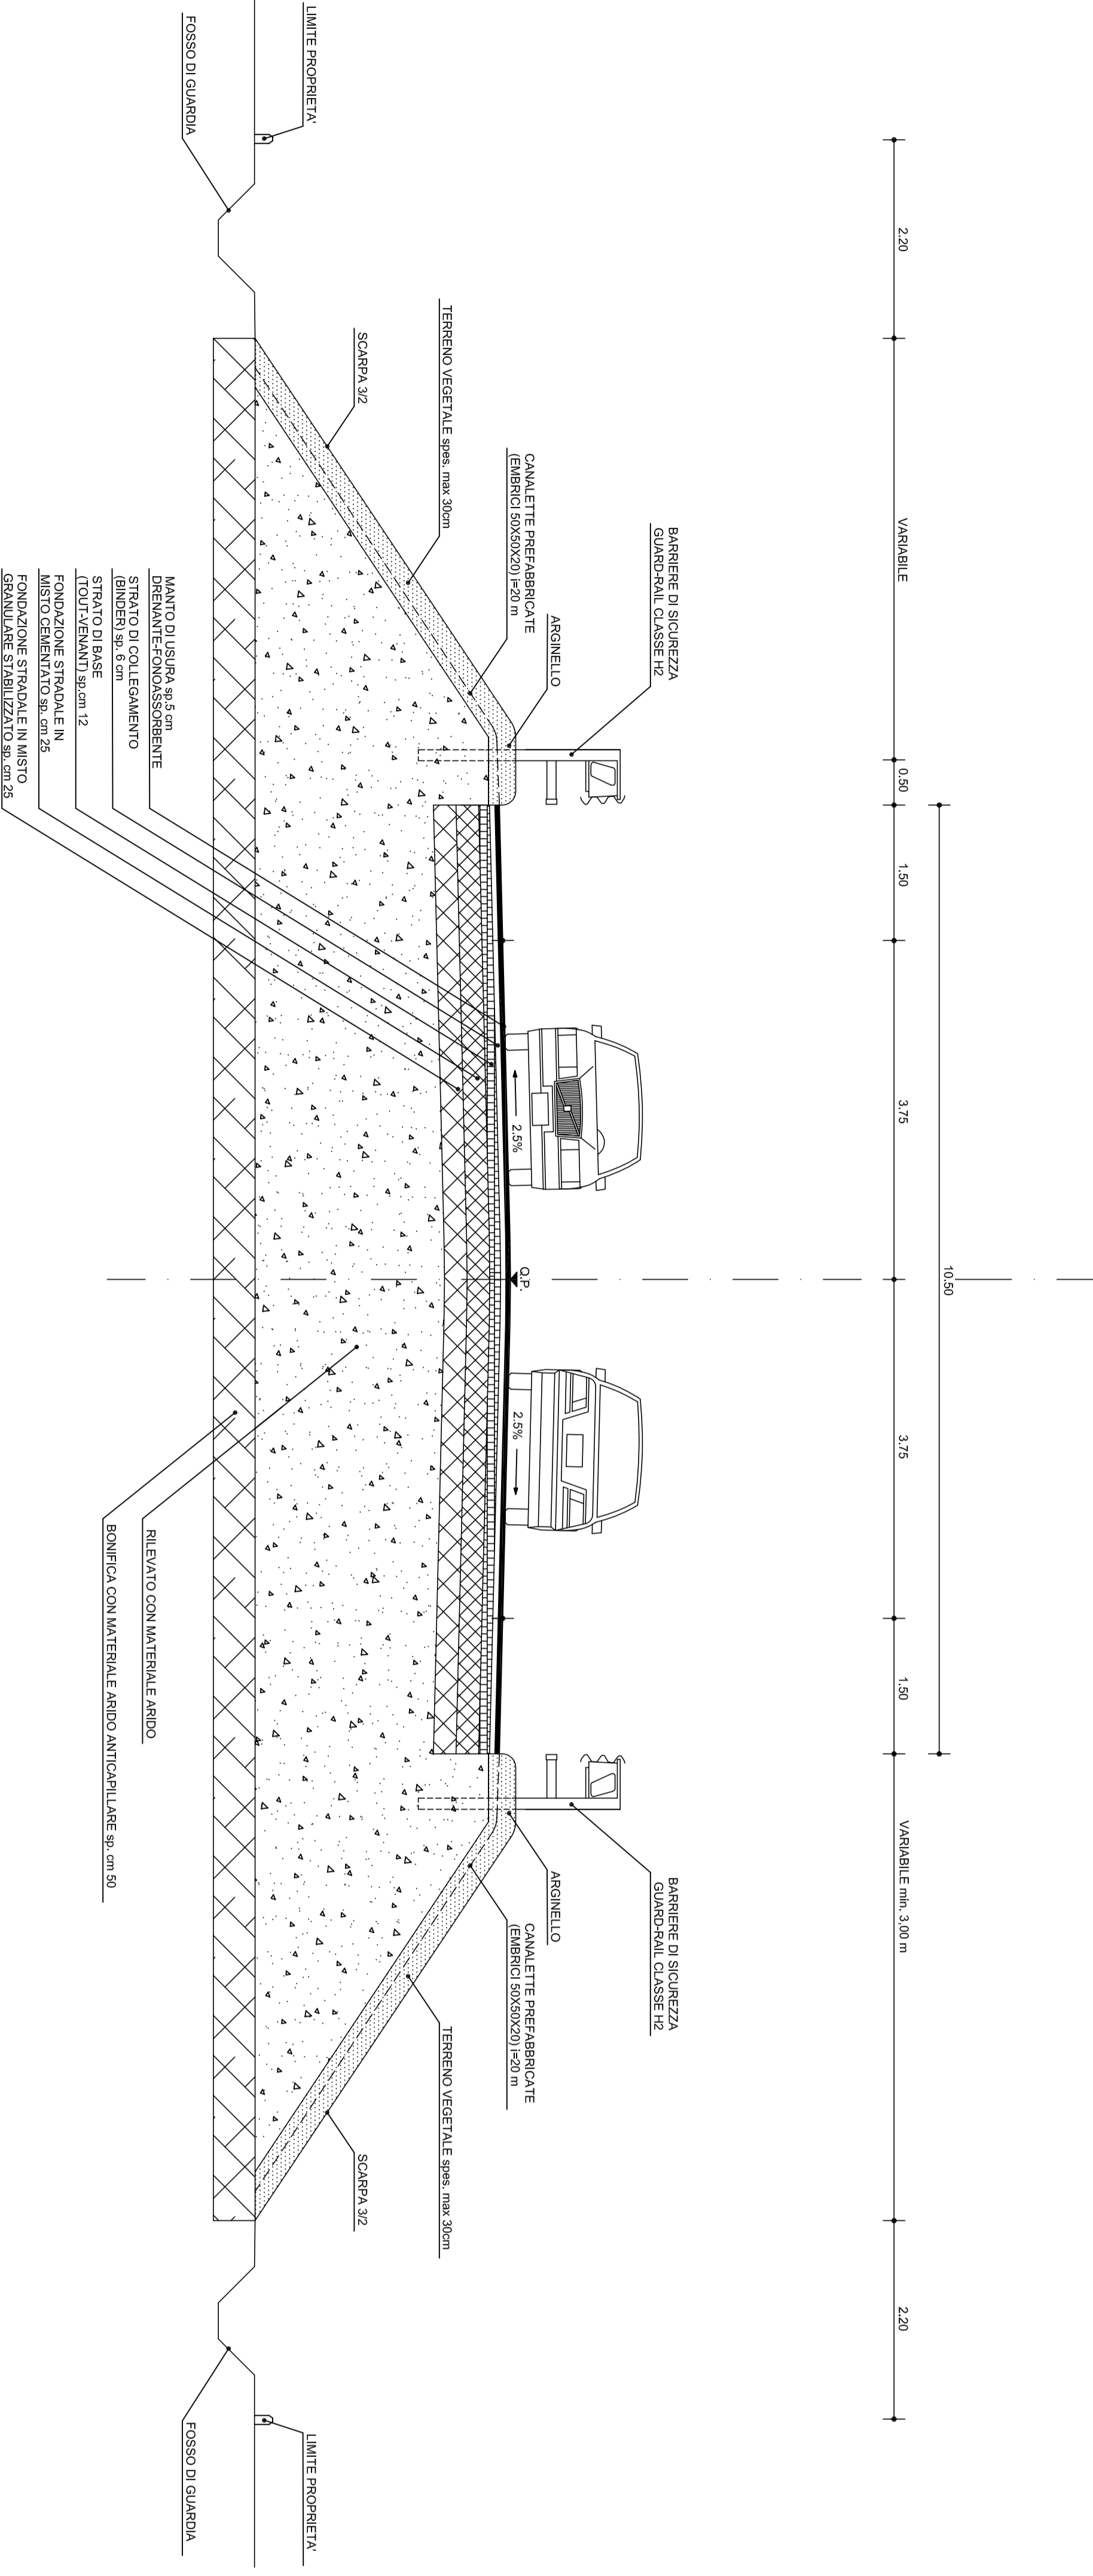 10.50
2.20
VARIABILE
0.50
1.50
3.75
3.75
1.50
VARIABILE min. 3,00 m
2.20
BARRIERE DI SICUREZZA
GUARD-RAIL CLASSE H2
ARGINELLO
CANALETTE PREFABBRICATE
(EMBRICI 50X50X20) i=20 m
TERRENO VEGETALE spes. max 30cm
SCARPA 3/2
LIMITE PROPRIETA'
FOSSO DI GUARDIA
2.5%
Q.P.
2.5%
BARRIERE DI SICUREZZA
GUARD-RAIL CLASSE H2
ARGINELLO
CANALETTE PREFABBRICATE
(EMBRICI 50X50X20) i=20 m
TERRENO VEGETALE spes. max 30cm
SCARPA 3/2
LIMITE PROPRIETA'
FOSSO DI GUARDIA
MANTO DI USURA sp.5 cm
DRENANTE-FONOASSORBENTE
STRATO DI COLLEGAMENTO
(BINDER) sp. 6 cm
STRATO DI BASE
(TOUT-VENANT) sp.cm 12
FONDAZIONE STRADALE IN
MISTO CEMENTATO sp. cm 25
FONDAZIONE STRADALE IN MISTO
GRANULARE STABILIZZATO sp. cm 25
RILEVATO CON MATERIALE ARIDO
BONIFICA CON MATERIALE ARIDO ANTICAPILLARE sp. cm 50